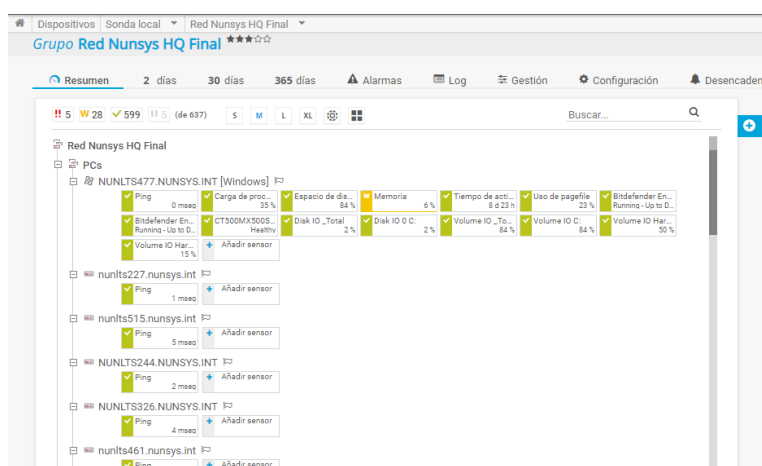 Dispositivos Sonda local Red Nunsys HQ Final
Grupo Red Nunsys HQ Final
Resumen 2 días 30 días 365 días Alarmas Log Gestión Configuración Desencaden
!! 5 W 28 599 5 (de 637) S M L XL Buscar...
Red Nunsys HQ Final
PCs
NUNLTS477.NUNSYS.INT [Windows]
Ping Carga de proc... Espacio de dis... W Memoria Tiempo de acti... Uso de pagefile Bitdefender En...
0 mseg 35 % 84 % 6 % 8 d 23 h 23 % Running - Up to D...
Bitdefender En... CT500MX500S... Disk IO _Total Disk IO 0 C: Volume IO _To... Volume IO C: Volume IO Har...
Running - Up to D... Healthy 2 % 2 % 84 % 84 % 50 %
Volume IO Har... + Añadir sensor
15 %
nunlts227.nunsys.int
Ping + Añadir sensor
1 mseg
nunlts515.nunsys.int
Ping + Añadir sensor
5 mseg
NUNLTS244.NUNSYS.INT
Ping + Añadir sensor
2 mseg
NUNLTS326.NUNSYS.INT
Ping + Añadir sensor
4 mseg
nunlts461.nunsys.int
Ping + Añadir sensor